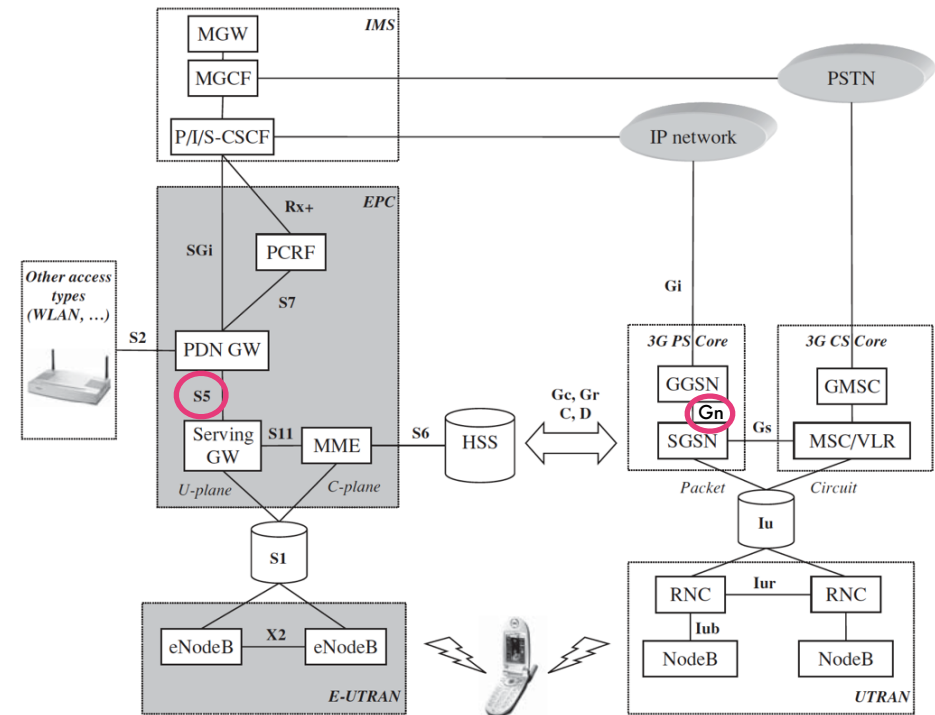 IMS
MGW
MGCF
P/I/S-CSCF
PSTN
IP network
EPC
Rx+
SGi
PCRF
S7
Gi
Other access
types
(WLAN, …)
S2
PDN GW
S5
Serving
GW
S11
MME
S6
HSS
U-plane
C-plane
Gc, Gr
C, D
3G PS Core
GGSN
Gn
SGSN
Gs
3G CS Core
GMSC
MSC/VLR
Packet
Circuit
S1
Iu
eNodeB
X2
eNodeB
E-UTRAN
RNC
Iur
RNC
Iub
NodeB
NodeB
UTRAN